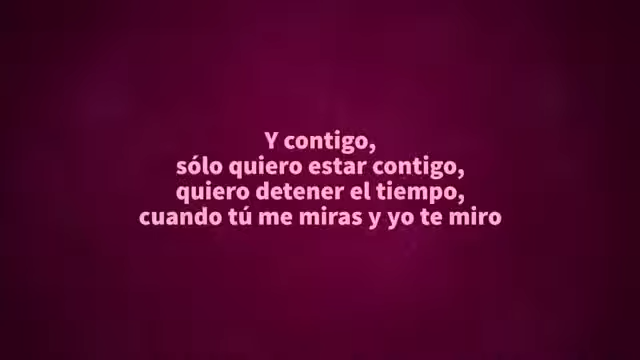 Y contigo,
sólo quiero estar contigo,
quiero detener el tiempo,
cuando tú me miras y yo te miro